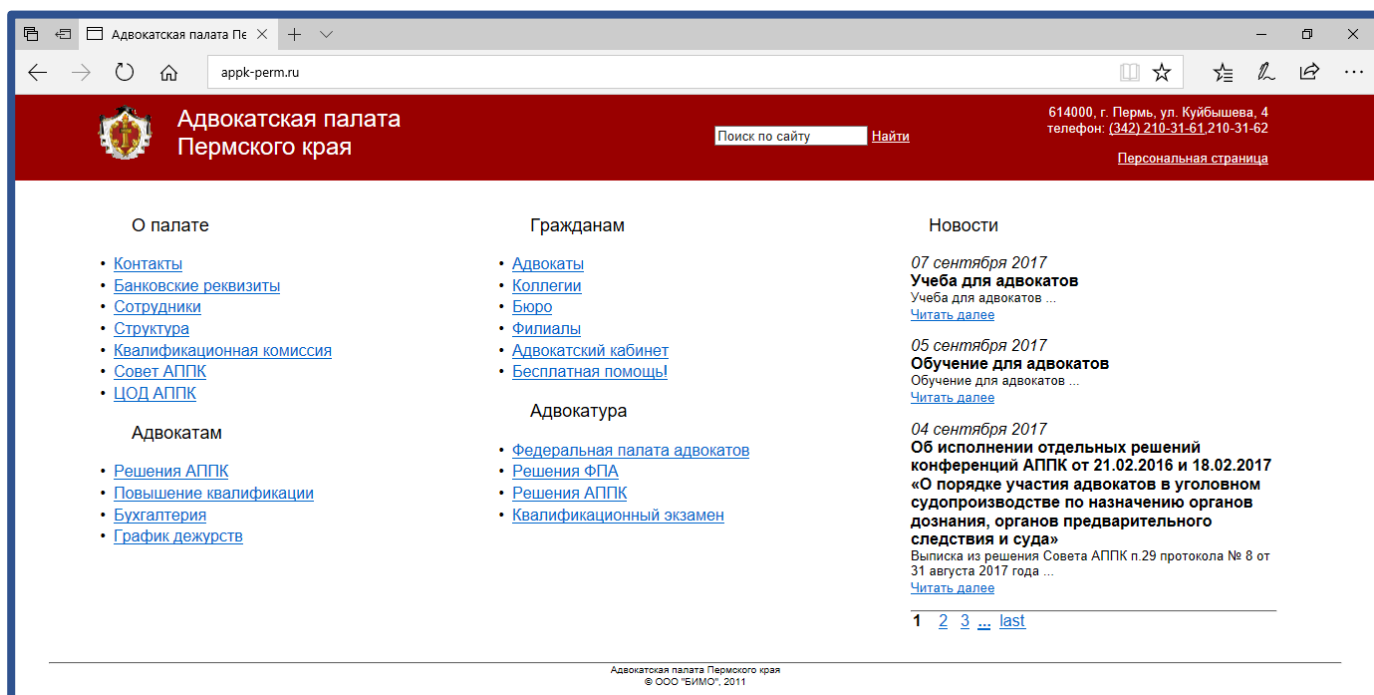 Адвокатская палата Пе
appk-perm.ru
Адвокатская палата
Пермского края
Поиск по сайту
Найти
614000, г. Пермь, ул. Куйбышева, 4
телефон: (342) 210-31-61,210-31-62
Персональная страница
О палате
• Контакты
• Банковские реквизиты
• Сотрудники
• Структура
• Квалификационная комиссия
• Совет АППК
• ЦОД АППК
Адвокатам
• Решения АППК
• Повышение квалификации
• Бухгалтерия
• График дежурств
Гражданам
• Адвокаты
• Коллегии
• Бюро
• Филиалы
• Адвокатский кабинет
• Бесплатная помощь!
Адвокатура
• Федеральная палата адвокатов
• Решения ФПА
• Решения АППК
• Квалификационный экзамен
Новости
07 сентября 2017
Учеба для адвокатов
Учеба для адвокатов ...
Читать далее
05 сентября 2017
Обучение для адвокатов
Обучение для адвокатов ...
Читать далее
04 сентября 2017
Об исполнении отдельных решений
конференций АППК от 21.02.2016 и 18.02.2017
«О порядке участия адвокатов в уголовном
судопроизводстве по назначению органов
дознания, органов предварительного
следствия и суда»
Выписка из решения Совета АППК п.29 протокола № 8 от
31 августа 2017 года ...
Читать далее
1 2 3 ... last
Адвокатская палата Пермского края
© ООО "БИМО", 2011